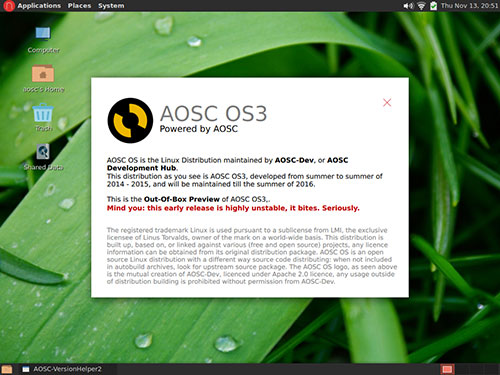 Applications Places System
Thu Nov 13, 20:51
Computer
aosc's Home
Trash
Shared Data
AOSC OS3
Powered by AOSC
AOSC OS is the Linux Distribution maintained by AOSC-Dev, or AOSC
Development Hub.
This distribution as you see is AOSC OS3, developed from summer to summer of
2014 - 2015, and will be maintained till the summer of 2016.
This is the Out-Of-Box Preview of AOSC OS3,.
Mind you: this early release is highly unstable, it bites. Seriously.
The registered trademark Linux is used pursuant to a sublicense from LMI, the exclusive
licensee of Linus Torvalds, owner of the mark on a world-wide basis. This distribution is
built up, based on, or linked against various (free and open source) projects, any licence
information can be obtained from its original distribution package. AOSC OS is an open
source Linux distribution with a different way source code distributing: when not included
in autobuild archives, look for upstream source package. The AOSC OS logo, as seen above
is the mutual creation of AOSC-Dev, licenced under Apache 2.0 licence, any usage outside
of distribution building is prohibited without permission from AOSC-Dev.
AOSC-VersionHelper2